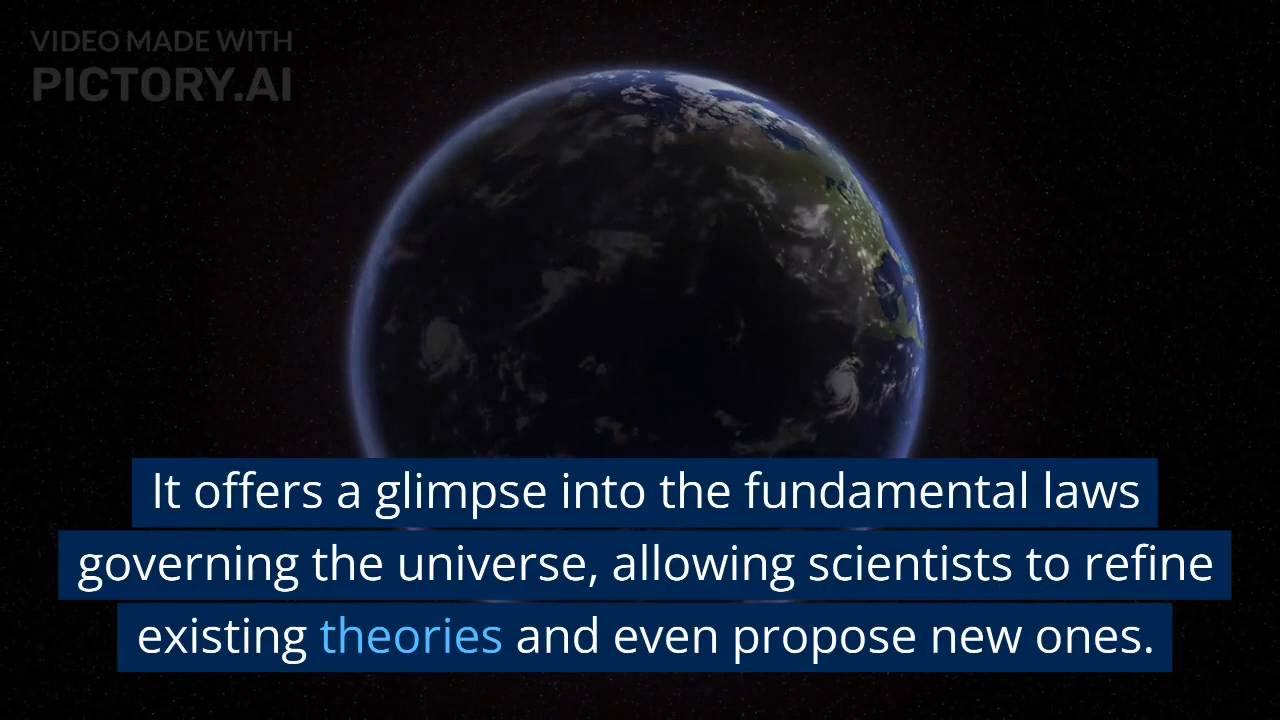 VIDEO MADE WITH
PICTORY.AI
It offers a glimpse into the fundamental laws
governing the universe, allowing scientists to refine
existing theories and even propose new ones.